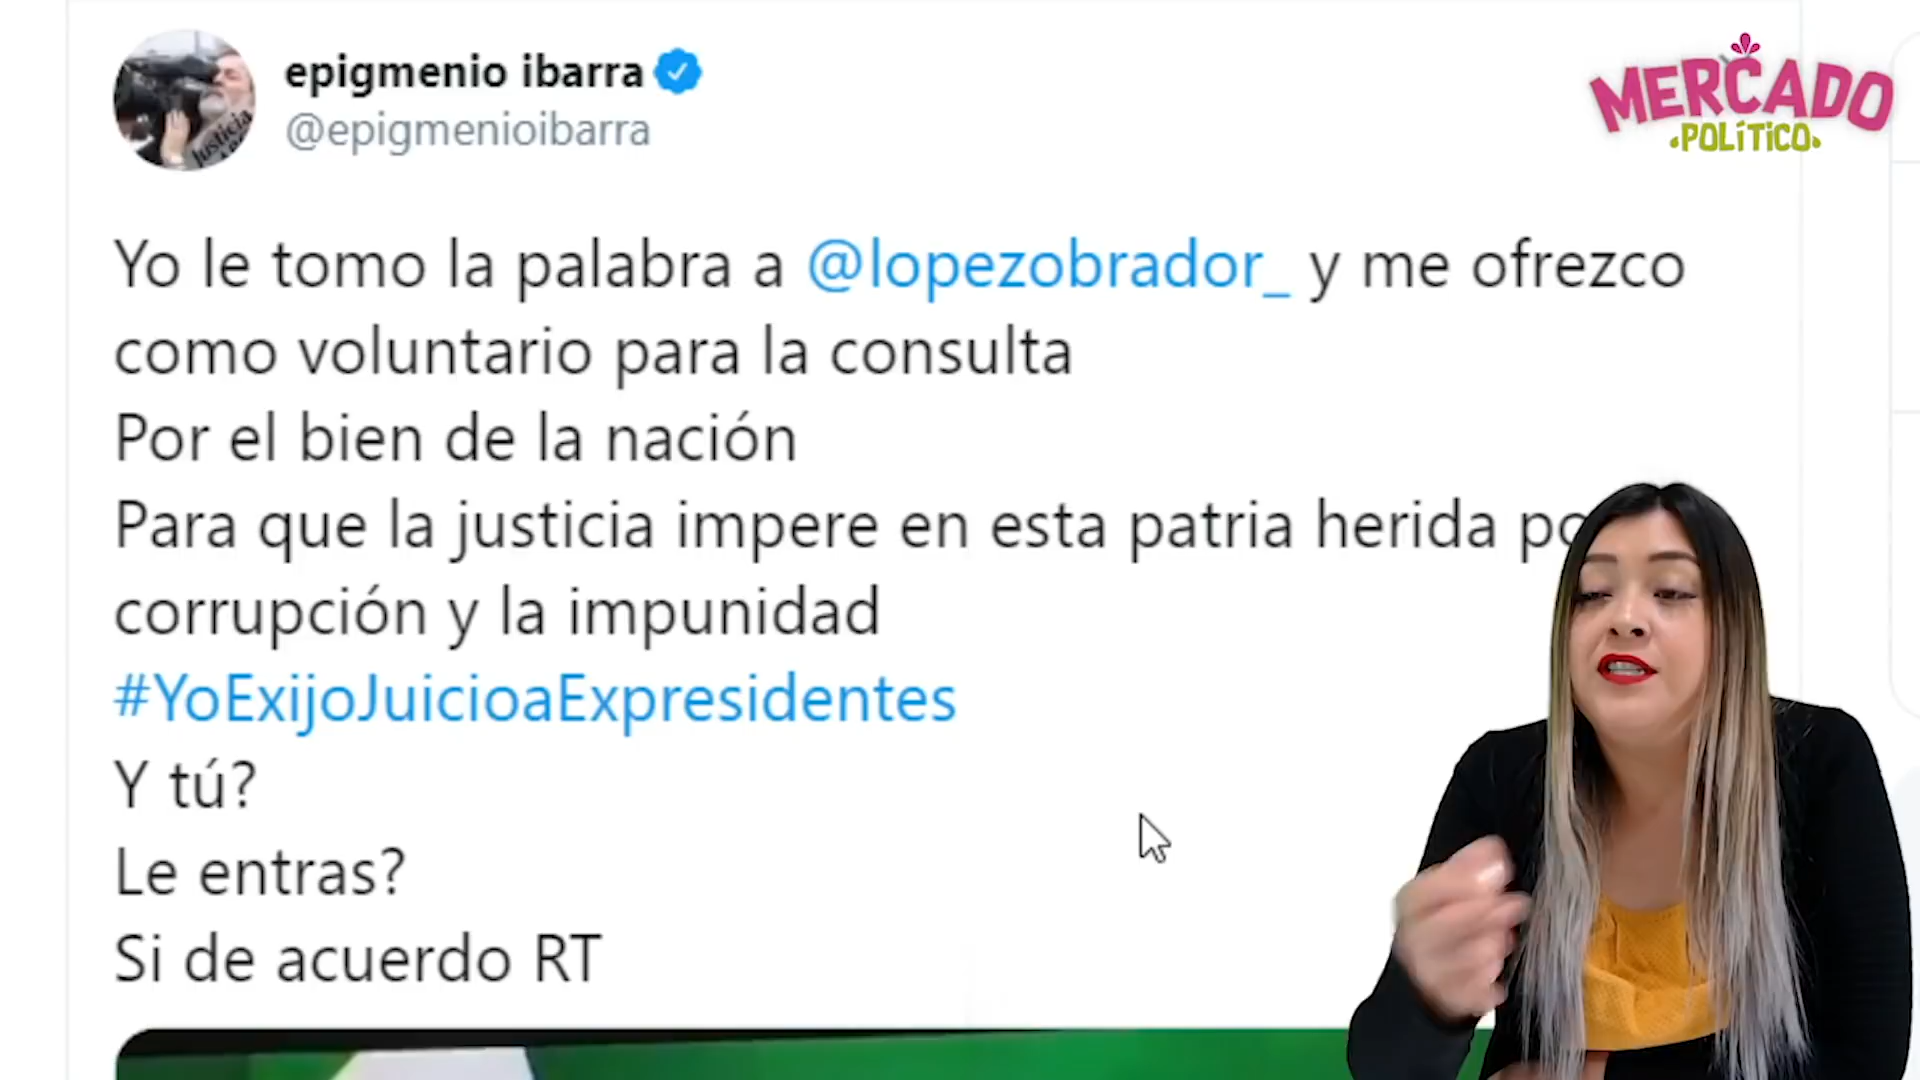 epigmenio ibarra
@epigmenioibarra
MERCADO
POLÍTICO
Justicia
Yo le tomo la palabra a @lopezobrador_ y me ofrezco
como voluntario para la consulta
Por el bien de la nación
Para que la justicia impere en esta patria herida
corrupción y la impunidad
#YoExijoJuicioaExpresidentes
Y tú?
Le entras?
Si de acuerdo RT